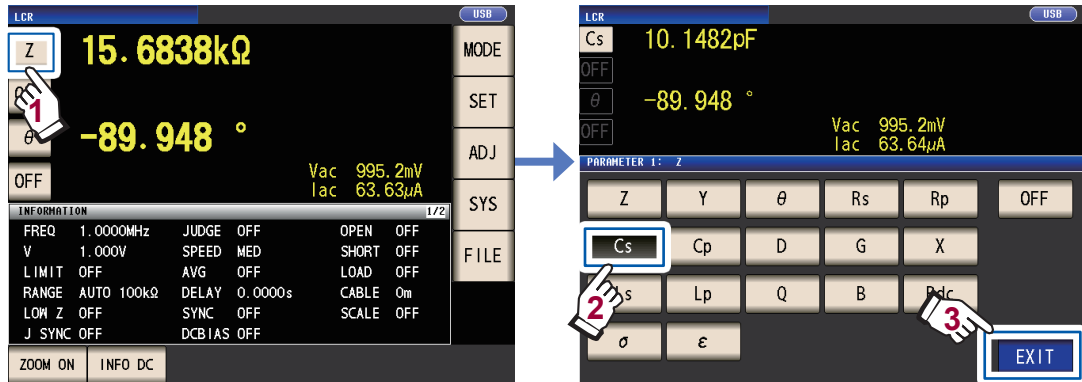 LCR
USB
Z
15.6838kΩ
MODE
1
SET
θ
-89.948 °
ADJ
OFF
Vac 995.2mV
Iac 63.63μA
SYS
INFORMATION 1/2
FREQ 1.0000MHz JUDGE OFF OPEN OFF
V 1.000V SPEED MED SHORT OFF
FILE
LIMIT OFF AVG OFF LOAD OFF
RANGE AUTO 100kΩ DELAY 0.0000s CABLE 0m
LOW Z OFF SYNC OFF SCALE OFF
J SYNC OFF DCBIAS OFF
ZOOM ON INFO DC
LCR
USB
Cs 10.1482pF
OFF
θ -89.948 °
OFF
Vac 995.2mV
Iac 63.64μA
PARAMETER 1: Z
Z Y θ Rs Rp OFF
Cs Cp D G X
2
Lp Q B
3
σ ε
EXIT